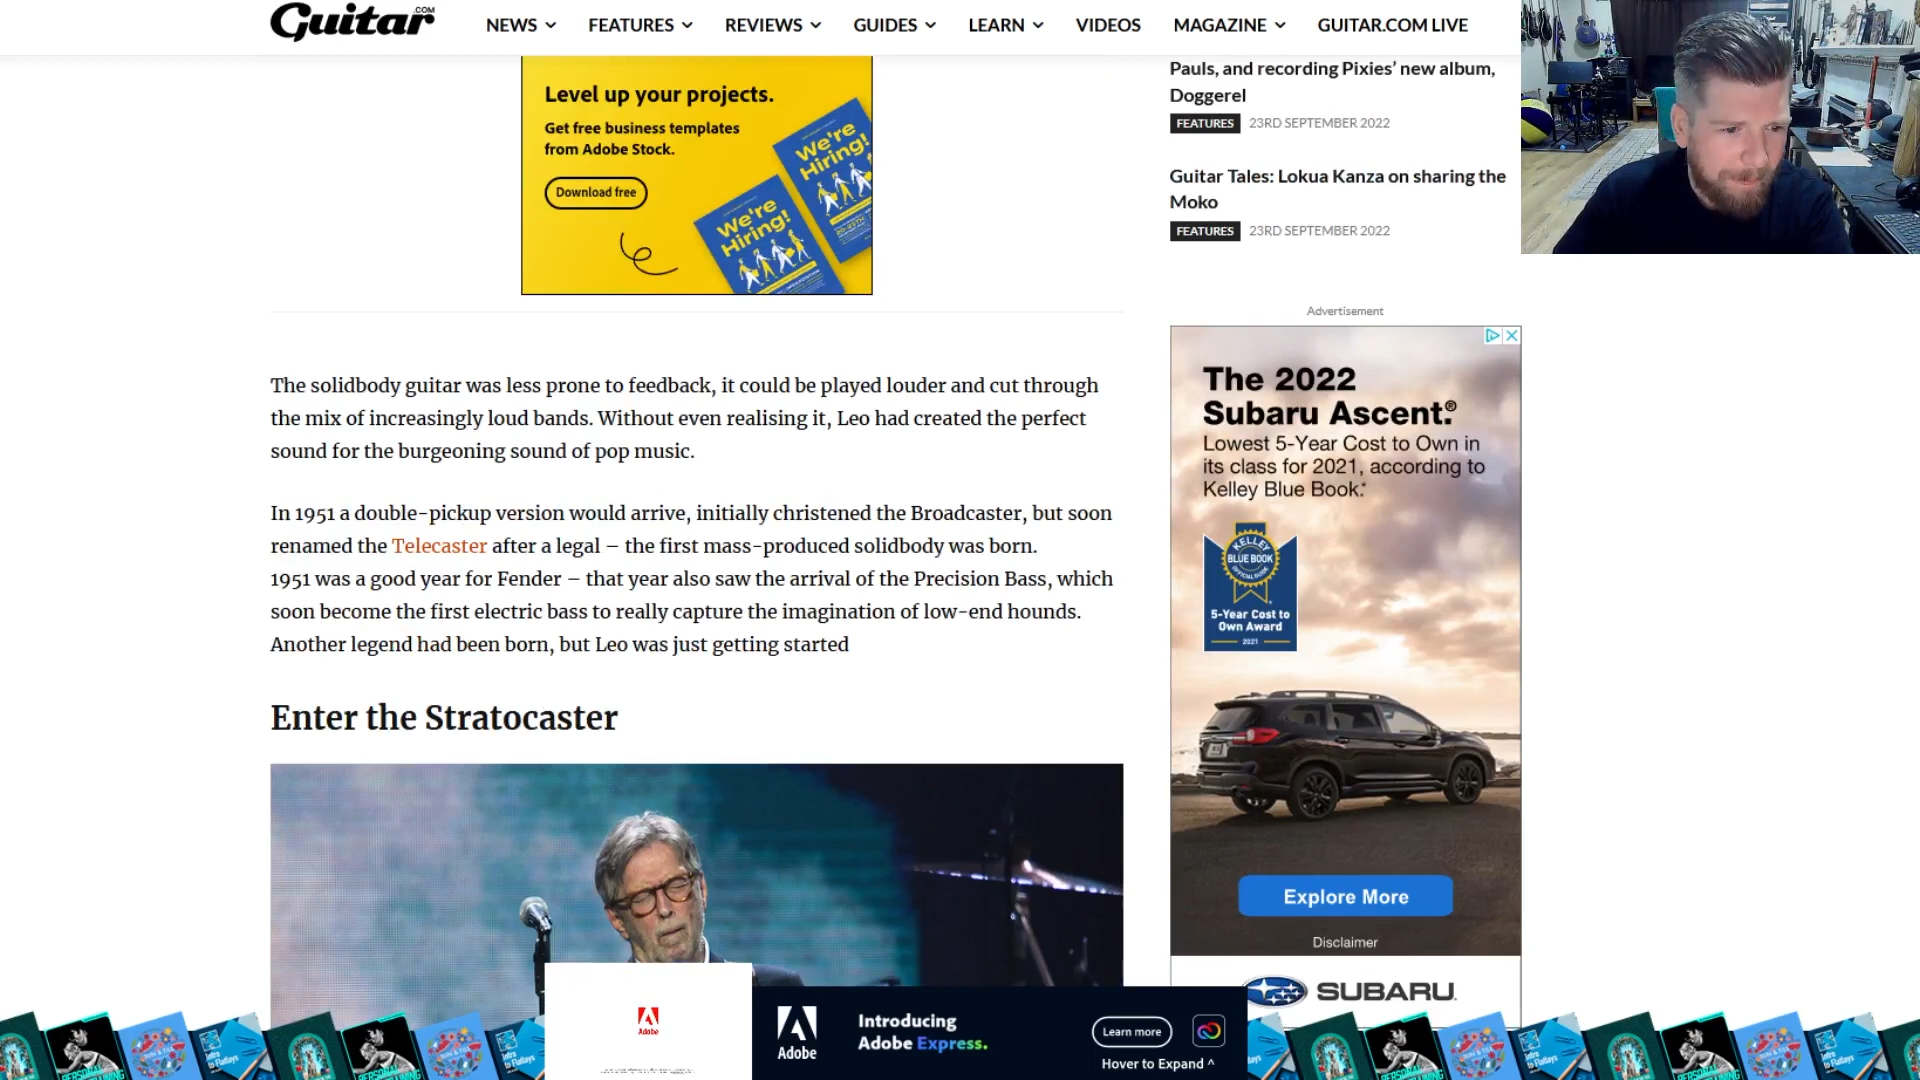 Guitar.COM
NEWS
FEATURES
REVIEWS
GUIDES
LEARN
VIDEOS
MAGAZINE
GUITAR.COM LIVE
Level up your projects.
Get free business templates
from Adobe Stock.
Download free
We're
Hiring!
We're
Hiring!
Pauls, and recording Pixies’ new album,
Doggerel
FEATURES 23RD SEPTEMBER 2022
Guitar Tales: Lokua Kanza on sharing the
Moko
FEATURES 23RD SEPTEMBER 2022
The solidbody guitar was less prone to feedback, it could be played louder and cut through
the mix of increasingly loud bands. Without even realising it, Leo had created the perfect
sound for the burgeoning sound of pop music.
In 1951 a double-pickup version would arrive, initially christened the Broadcaster, but soon
renamed the Telecaster after a legal – the first mass-produced solidbody was born.
1951 was a good year for Fender – that year also saw the arrival of the Precision Bass, which
soon become the first electric bass to really capture the imagination of low-end hounds.
Another legend had been born, but Leo was just getting started
Enter the Stratocaster
Advertisement
The 2022
Subaru Ascent.®
Lowest 5-Year Cost to Own in
its class for 2021, according to
Kelley Blue Book.*
KELLEY
BLUE BOOK
5-Year Cost to
Own Award
2021
Explore More
Disclaimer
SUBARU
Adobe
Adobe
Introducing
Adobe Express.
Learn more
Hover to Expand ^